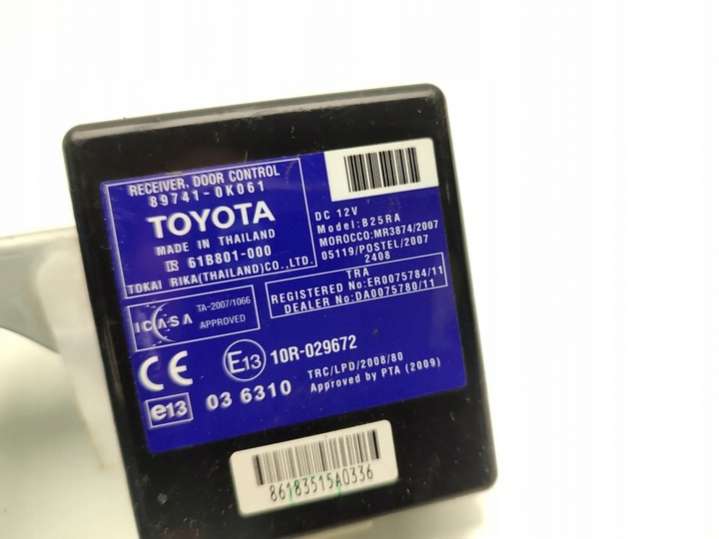 RECEIVER, DOOR CONTROL
89741-0K061
TOYOTA
MADE IN THAILAND
61B801-000
TOKAI RIKA(THAILAND)CO.,LTD.
DC 12V
Model:B25RA
MOROCCO:MR3874/2007
05119/POSTEL/2007
2408
TRA
REGISTERED No:ER0075784/11
DEALER No:DA0075780/11
ICASA
TA-2007/1066
APPROVED
CE
E13 10R-029672
TRC/LPD/2008/80
Approved by PTA (2009)
e13 03 6310
86183515A0336